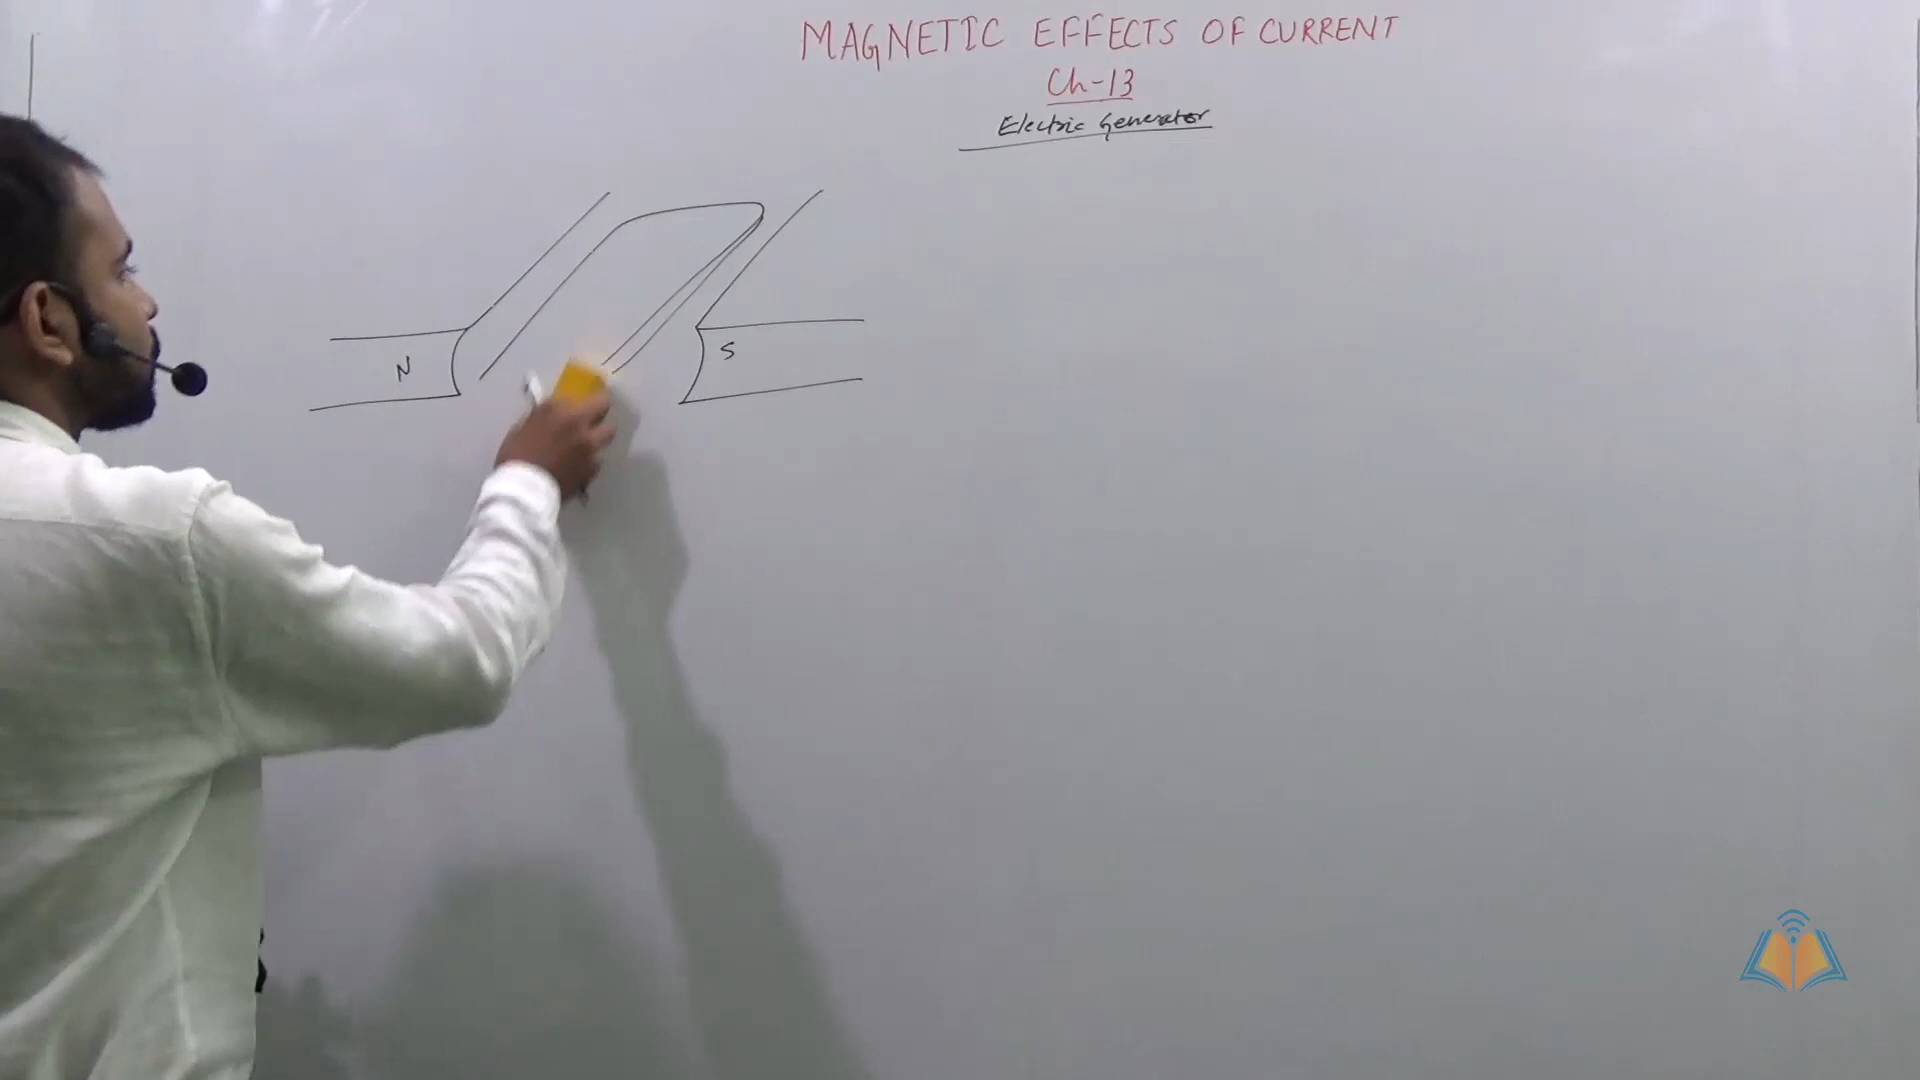 MAGNETIC EFFECTS OF CURRENT
Ch-13
Electric Generator
N
S